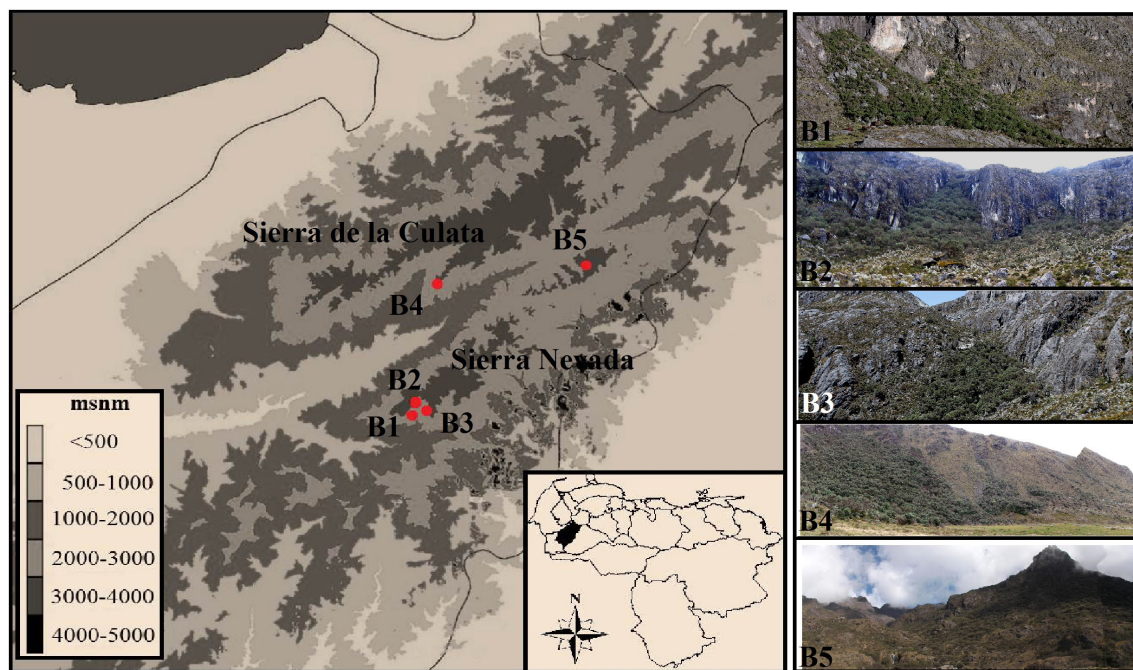 Sierra de la Culata
B5
B4
Sierra Nevada
B2
B1
B3
msnm
<500
500-1000
1000-2000
2000-3000
3000-4000
4000-5000
N
B1
B2
B3
B4
B5